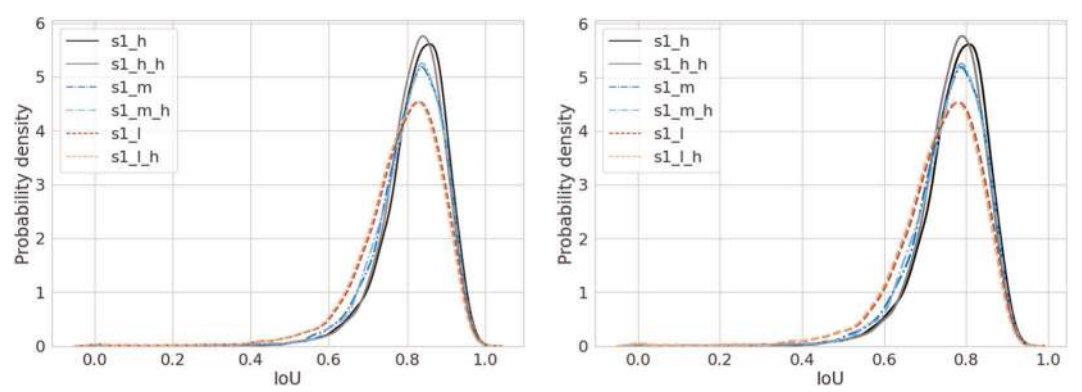 6
5
4
3
2
1
0
Probability density
s1_h
s1_h_h
s1_m
s1_m_h
s1_l
s1_l_h
0.0 0.2 0.4 0.6 0.8 1.0
IoU
6
5
4
3
2
1
0
Probability density
s1_h
s1_h_h
s1_m
s1_m_h
s1_l
s1_l_h
0.0 0.2 0.4 0.6 0.8 1.0
IoU